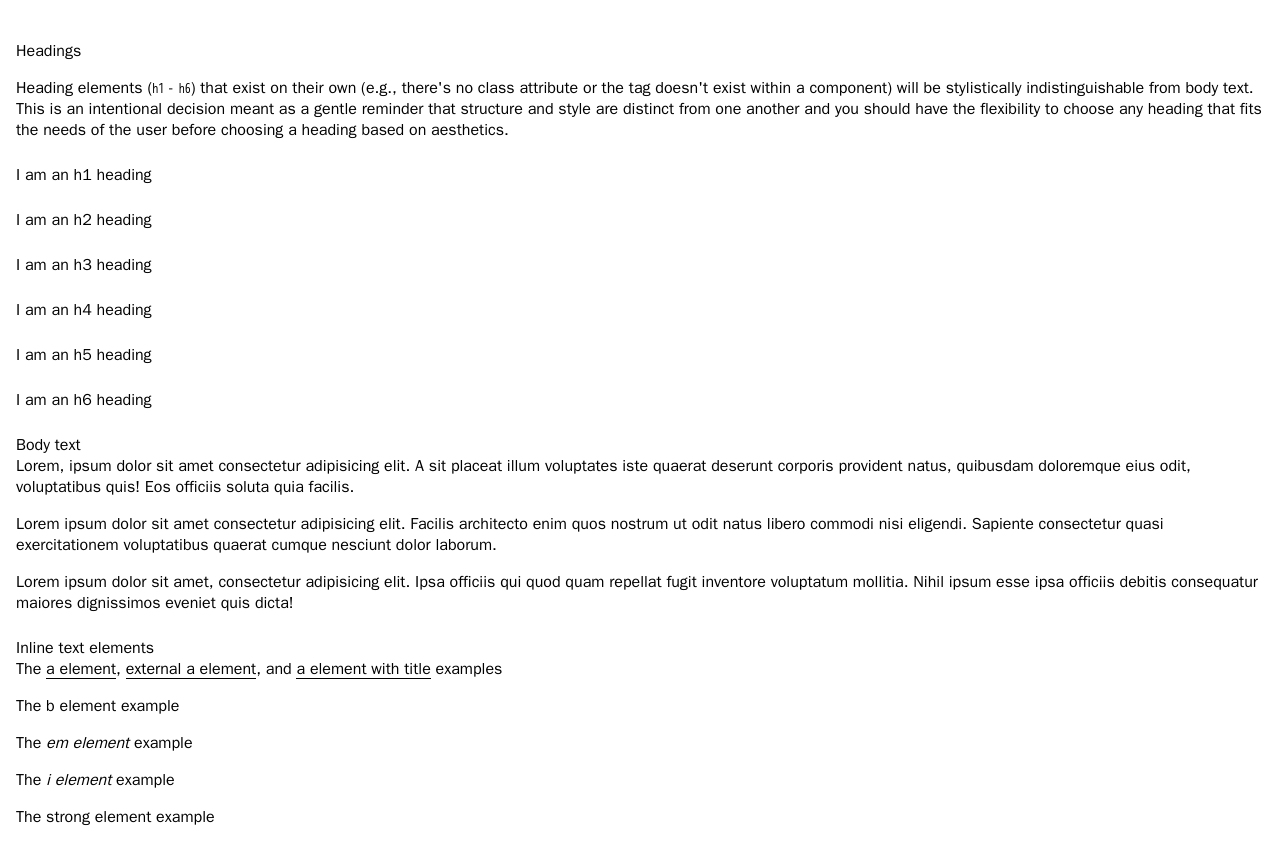 Headings
Heading elements (h1 - h6) that exist on their own (e.g., there's no class attribute or the tag doesn't exist within a component) will be stylistically indistinguishable from body text.
This is an intentional decision meant as a gentle reminder that structure and style are distinct from one another and you should have the flexibility to choose any heading that fits
the needs of the user before choosing a heading based on aesthetics.
I am an h1 heading
I am an h2 heading
I am an h3 heading
I am an h4 heading
I am an h5 heading
I am an h6 heading
Body text
Lorem, ipsum dolor sit amet consectetur adipisicing elit. A sit placeat illum voluptates iste quaerat deserunt corporis provident natus, quibusdam doloremque eius odit,
voluptatibus quis! Eos officiis soluta quia facilis.
Lorem ipsum dolor sit amet consectetur adipisicing elit. Facilis architecto enim quos nostrum ut odit natus libero commodi nisi eligendi. Sapiente consectetur quasi
exercitationem voluptatibus quaerat cumque nesciunt dolor laborum.
Lorem ipsum dolor sit amet, consectetur adipisicing elit. Ipsa officiis qui quod quam repellat fugit inventore voluptatum mollitia. Nihil ipsum esse ipsa officiis debitis consequatur
maiores dignissimos eveniet quis dicta!
Inline text elements
The a element, external a element, and a element with title examples
The b element example
The em element example
The i element example
The strong element example